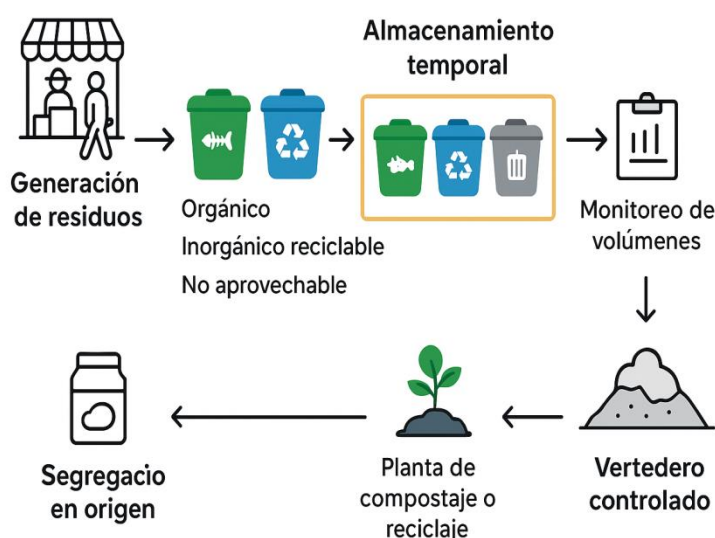 Generación
de residuos
Orgánico
Inorgánico reciclable
No aprovechable
Almacenamiento
temporal
Monitoreo de
volúmenes
Vertedero
controlado
Planta de
compostaje o
reciclaje
Segregacio
en origen